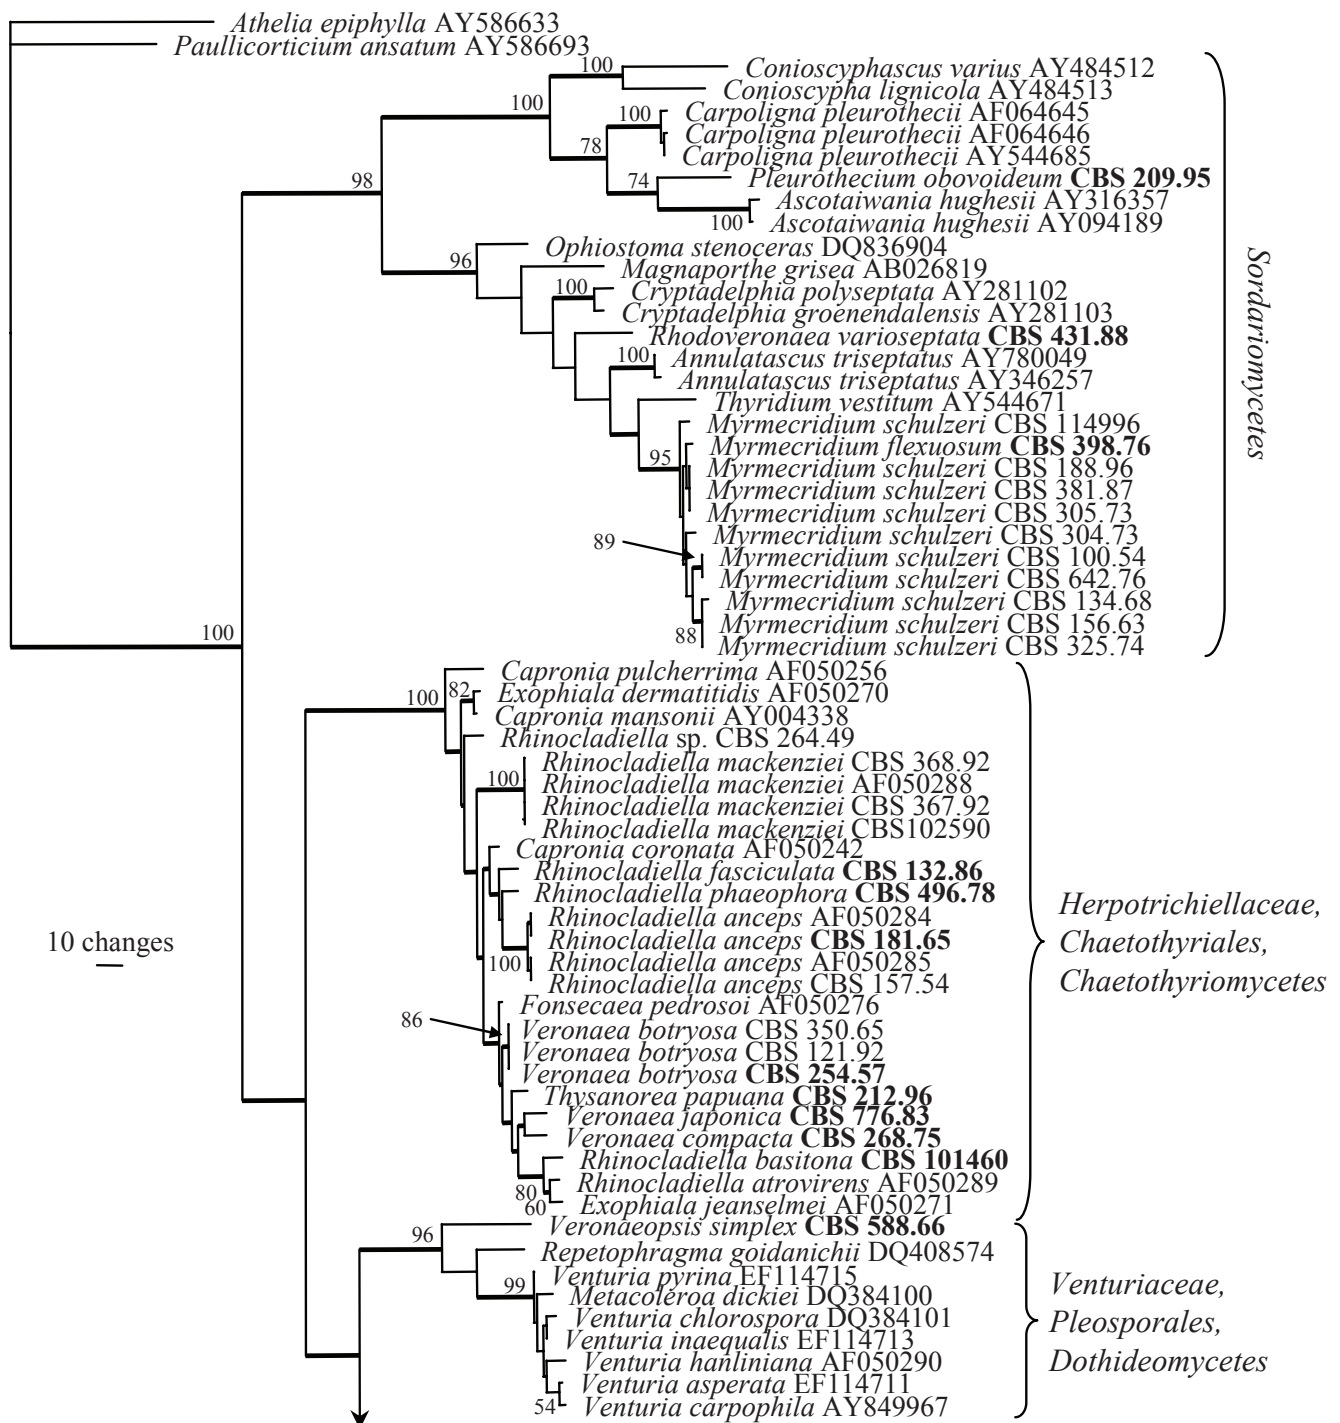 Athelia epiphylla AY586633
Paullicorticium ansatum AY586693
100
Conioscyphascus varius AY484512
Conioscypha lignicola AY484513
100
100
Carpoligna pleurothecii AF064645
Carpoligna pleurothecii AF064646
Carpoligna pleurothecii AY544685
78
74
Pleurothecium obovoideum CBS 209.95
98
Ascotaiwania hughesii AY316357
100
Ascotaiwania hughesii AY094189
Ophiostoma stenoceras DQ836904
96
Magnaporthe grisea AB026819
100
Cryptadelphia polyseptata AY281102
Cryptadelphia groenendalensis AY281103
Rhodoveronaea varioseptata CBS 431.88
100
Annulatascus triseptatus AY780049
Annulatascus triseptatus AY346257
Thyridium vestitum AY544671
Myrmecridium schulzeri CBS 114996
Myrmecridium flexuosum CBS 398.76
95
Myrmecridium schulzeri CBS 188.96
Myrmecridium schulzeri CBS 381.87
Myrmecridium schulzeri CBS 305.73
Myrmecridium schulzeri CBS 304.73
89
Myrmecridium schulzeri CBS 100.54
Myrmecridium schulzeri CBS 642.76
Myrmecridium schulzeri CBS 134.68
Myrmecridium schulzeri CBS 156.63
88
Myrmecridium schulzeri CBS 325.74
Sordariomycetes
100
Capronia pulcherrima AF050256
82
Exophiala dermatitidis AF050270
100
Capronia mansonii AY004338
Rhinocladiella sp. CBS 264.49
Rhinocladiella mackenziei CBS 368.92
100
Rhinocladiella mackenziei AF050288
Rhinocladiella mackenziei CBS 367.92
Rhinocladiella mackenziei CBS102590
Capronia coronata AF050242
Rhinocladiella fasciculata CBS 132.86
Rhinocladiella phaeophora CBS 496.78
Rhinocladiella anceps AF050284
Rhinocladiella anceps CBS 181.65
100
Rhinocladiella anceps AF050285
Rhinocladiella anceps CBS 157.54
Fonsecaea pedrosoi AF050276
86
Veronaea botryosa CBS 350.65
Veronaea botryosa CBS 121.92
Veronaea botryosa CBS 254.57
Thysanorea papuana CBS 212.96
Veronaea japonica CBS 776.83
Veronaea compacta CBS 268.75
Rhinocladiella basitona CBS 101460
80
Rhinocladiella atrovirens AF050289
60
Exophiala jeanselmei AF050271
Herpotrichiellaceae,
Chaetothyriales,
Chaetothyriomycetes
10 changes
96
Veronaeopsis simplex CBS 588.66
Repetophragma goidanichii DQ408574
Venturia pyrina EF114715
99
Metacoleroa dickiei DQ384100
Venturia chlorospora DQ384101
Venturia inaequalis EF114713
Venturia hanliniana AF050290
Venturia asperata EF114711
54
Venturia carpophila AY849967
Venturiaceae,
Pleosporales,
Dothideomycetes